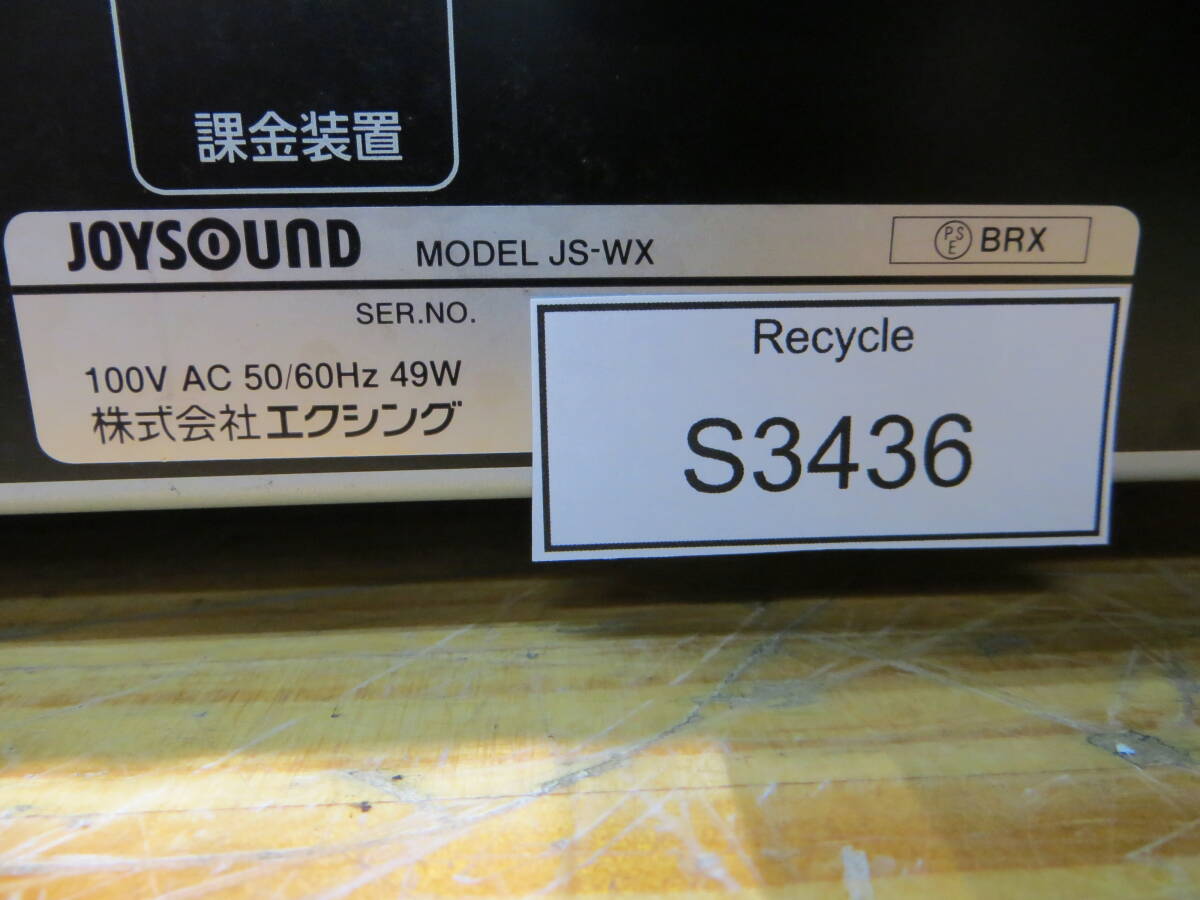 課金装置
JOYSOUND MODEL JS-WX PSE BRX
SER.NO.
100V AC 50/60Hz 49W
株式会社エクシング
Recycle
S3436